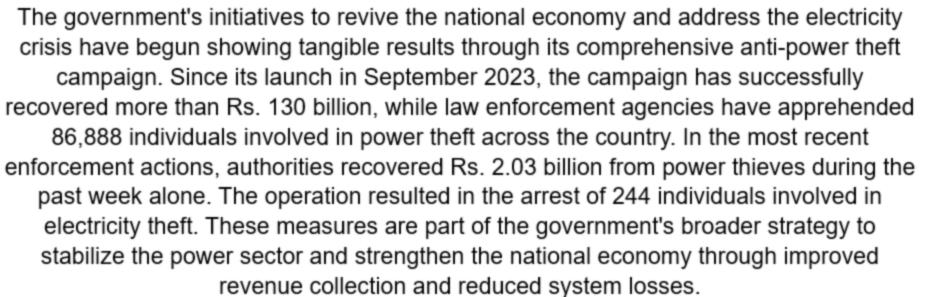 The government's initiatives to revive the national economy and address the electricity
crisis have begun showing tangible results through its comprehensive anti-power theft
campaign. Since its launch in September 2023, the campaign has successfully
recovered more than Rs. 130 billion, while law enforcement agencies have apprehended
86,888 individuals involved in power theft across the country. In the most recent
enforcement actions, authorities recovered Rs. 2.03 billion from power thieves during the
past week alone. The operation resulted in the arrest of 244 individuals involved in
electricity theft. These measures are part of the government's broader strategy to
stabilize the power sector and strengthen the national economy through improved
revenue collection and reduced system losses.